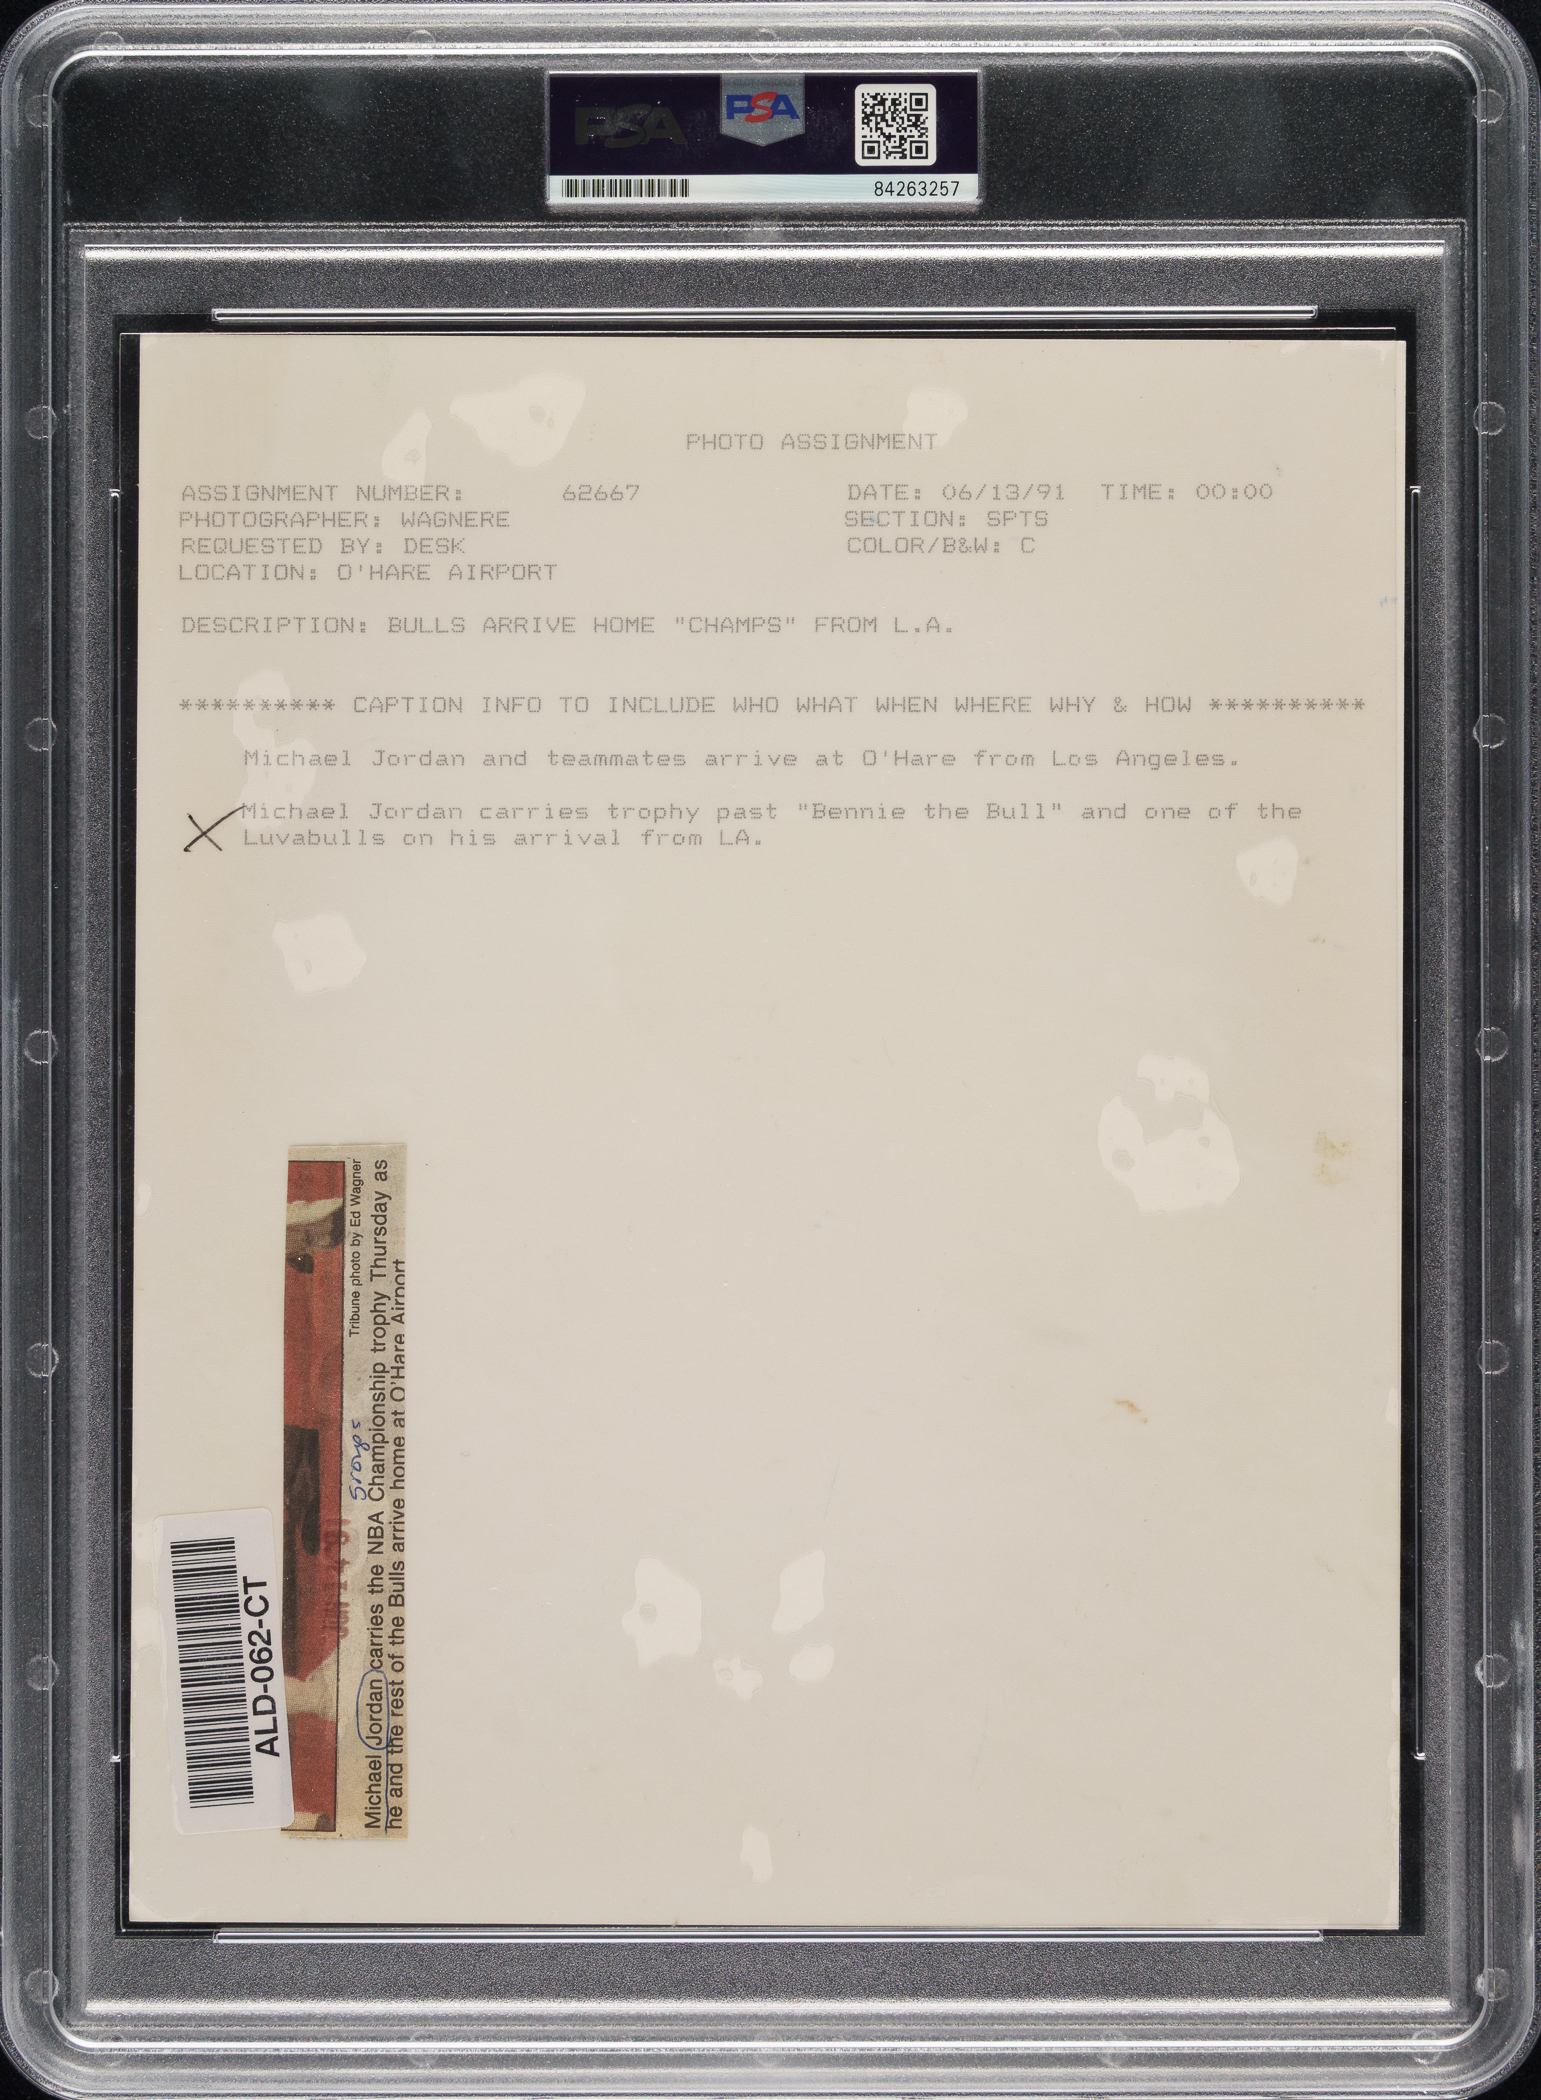 PSA
PSA
84263257
PHOTO ASSIGNMENT
ASSIGNMENT NUMBER: 62667 DATE: 06/13/91 TIME: 00:00
PHOTOGRAPHER: WAGNERE SECTION: SPTS
REQUESTED BY: DESK COLOR/B&W: C
LOCATION: O'HARE AIRPORT
DESCRIPTION: BULLS ARRIVE HOME "CHAMPS" FROM L.A.
********** CAPTION INFO TO INCLUDE WHO WHAT WHEN WHERE WHY & HOW **********
Michael Jordan and teammates arrive at O'Hare from Los Angeles.
X Michael Jordan carries trophy past "Bennie the Bull" and one of the
Luvabulls on his arrival from LA.
JUN 14 91
Tribune photo by Ed Wagner
Michael Jordan carries the NBA Championship trophy Thursday as
he and the rest of the Bulls arrive home at O'Hare Airport
ALD-062-CT